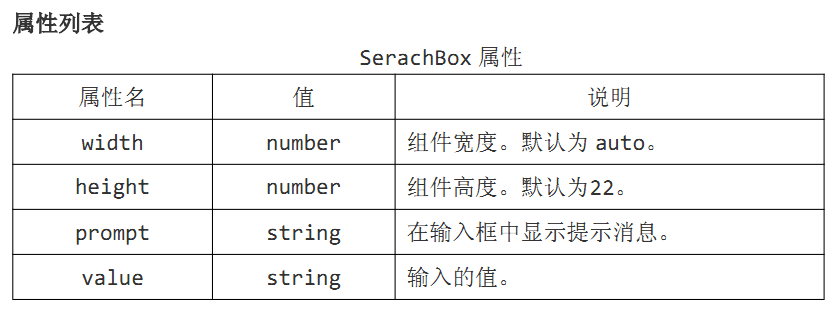 属性列表
SerachBox 属性
属性名 值 说明
width number 组件宽度。默认为 auto。
height number 组件高度。默认为22。
prompt string 在输入框中显示提示消息。
value string 输入的值。